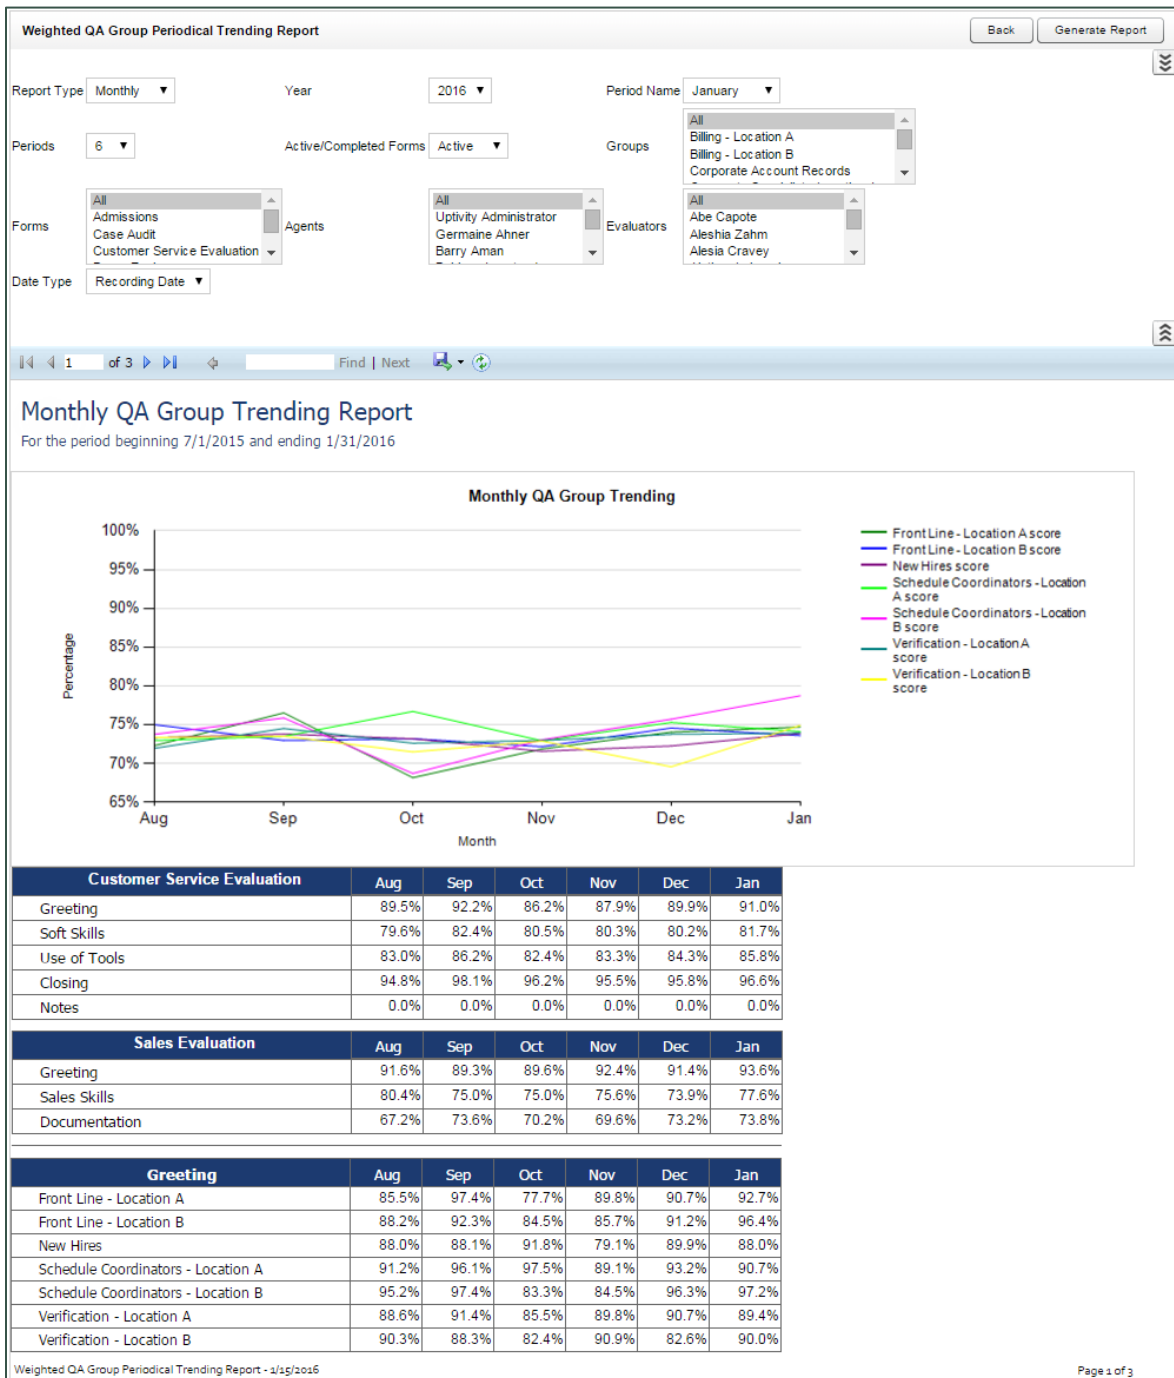 Weighted QA Group Periodical Trending Report Back Generate Report
Report Type Monthly Year 2016 Period Name January
Periods 6 Active/Completed Forms Active Groups
All
Billing - Location A
Billing - Location B
Corporate Account Records
Forms
All
Admissions
Case Audit
Customer Service Evaluation
Agents
All
Uptivity Administrator
Germaine Ahner
Barry Aman
Evaluators
All
Abe Capote
Aleshia Zahm
Alesia Cravey
Date Type Recording Date
1 of 3 Find | Next
Monthly QA Group Trending Report
For the period beginning 7/1/2015 and ending 1/31/2016
Monthly QA Group Trending
100%
95%
90%
85%
80%
75%
70%
65%
Percentage
Aug Sep Oct Nov Dec Jan
Month
Front Line - Location A score
Front Line - Location B score
New Hires score
Schedule Coordinators - Location
A score
Schedule Coordinators - Location
B score
Verification - Location A
score
Verification - Location B
score
Customer Service Evaluation Aug Sep Oct Nov Dec Jan
Greeting 89.5% 92.2% 86.2% 87.9% 89.9% 91.0%
Soft Skills 79.6% 82.4% 80.5% 80.3% 80.2% 81.7%
Use of Tools 83.0% 86.2% 82.4% 83.3% 84.3% 85.8%
Closing 94.8% 98.1% 96.2% 95.5% 95.8% 96.6%
Notes 0.0% 0.0% 0.0% 0.0% 0.0% 0.0%
Sales Evaluation Aug Sep Oct Nov Dec Jan
Greeting 91.6% 89.3% 89.6% 92.4% 91.4% 93.6%
Sales Skills 80.4% 75.0% 75.0% 75.6% 73.9% 77.6%
Documentation 67.2% 73.6% 70.2% 69.6% 73.2% 73.8%
Greeting Aug Sep Oct Nov Dec Jan
Front Line - Location A 85.5% 97.4% 77.7% 89.8% 90.7% 92.7%
Front Line - Location B 88.2% 92.3% 84.5% 85.7% 91.2% 96.4%
New Hires 88.0% 88.1% 91.8% 79.1% 89.9% 88.0%
Schedule Coordinators - Location A 91.2% 96.1% 97.5% 89.1% 93.2% 90.7%
Schedule Coordinators - Location B 95.2% 97.4% 83.3% 84.5% 96.3% 97.2%
Verification - Location A 88.6% 91.4% 85.5% 89.8% 90.7% 89.4%
Verification - Location B 90.3% 88.3% 82.4% 90.9% 82.6% 90.0%
Weighted QA Group Periodical Trending Report - 1/15/2016 Page 1 of 3